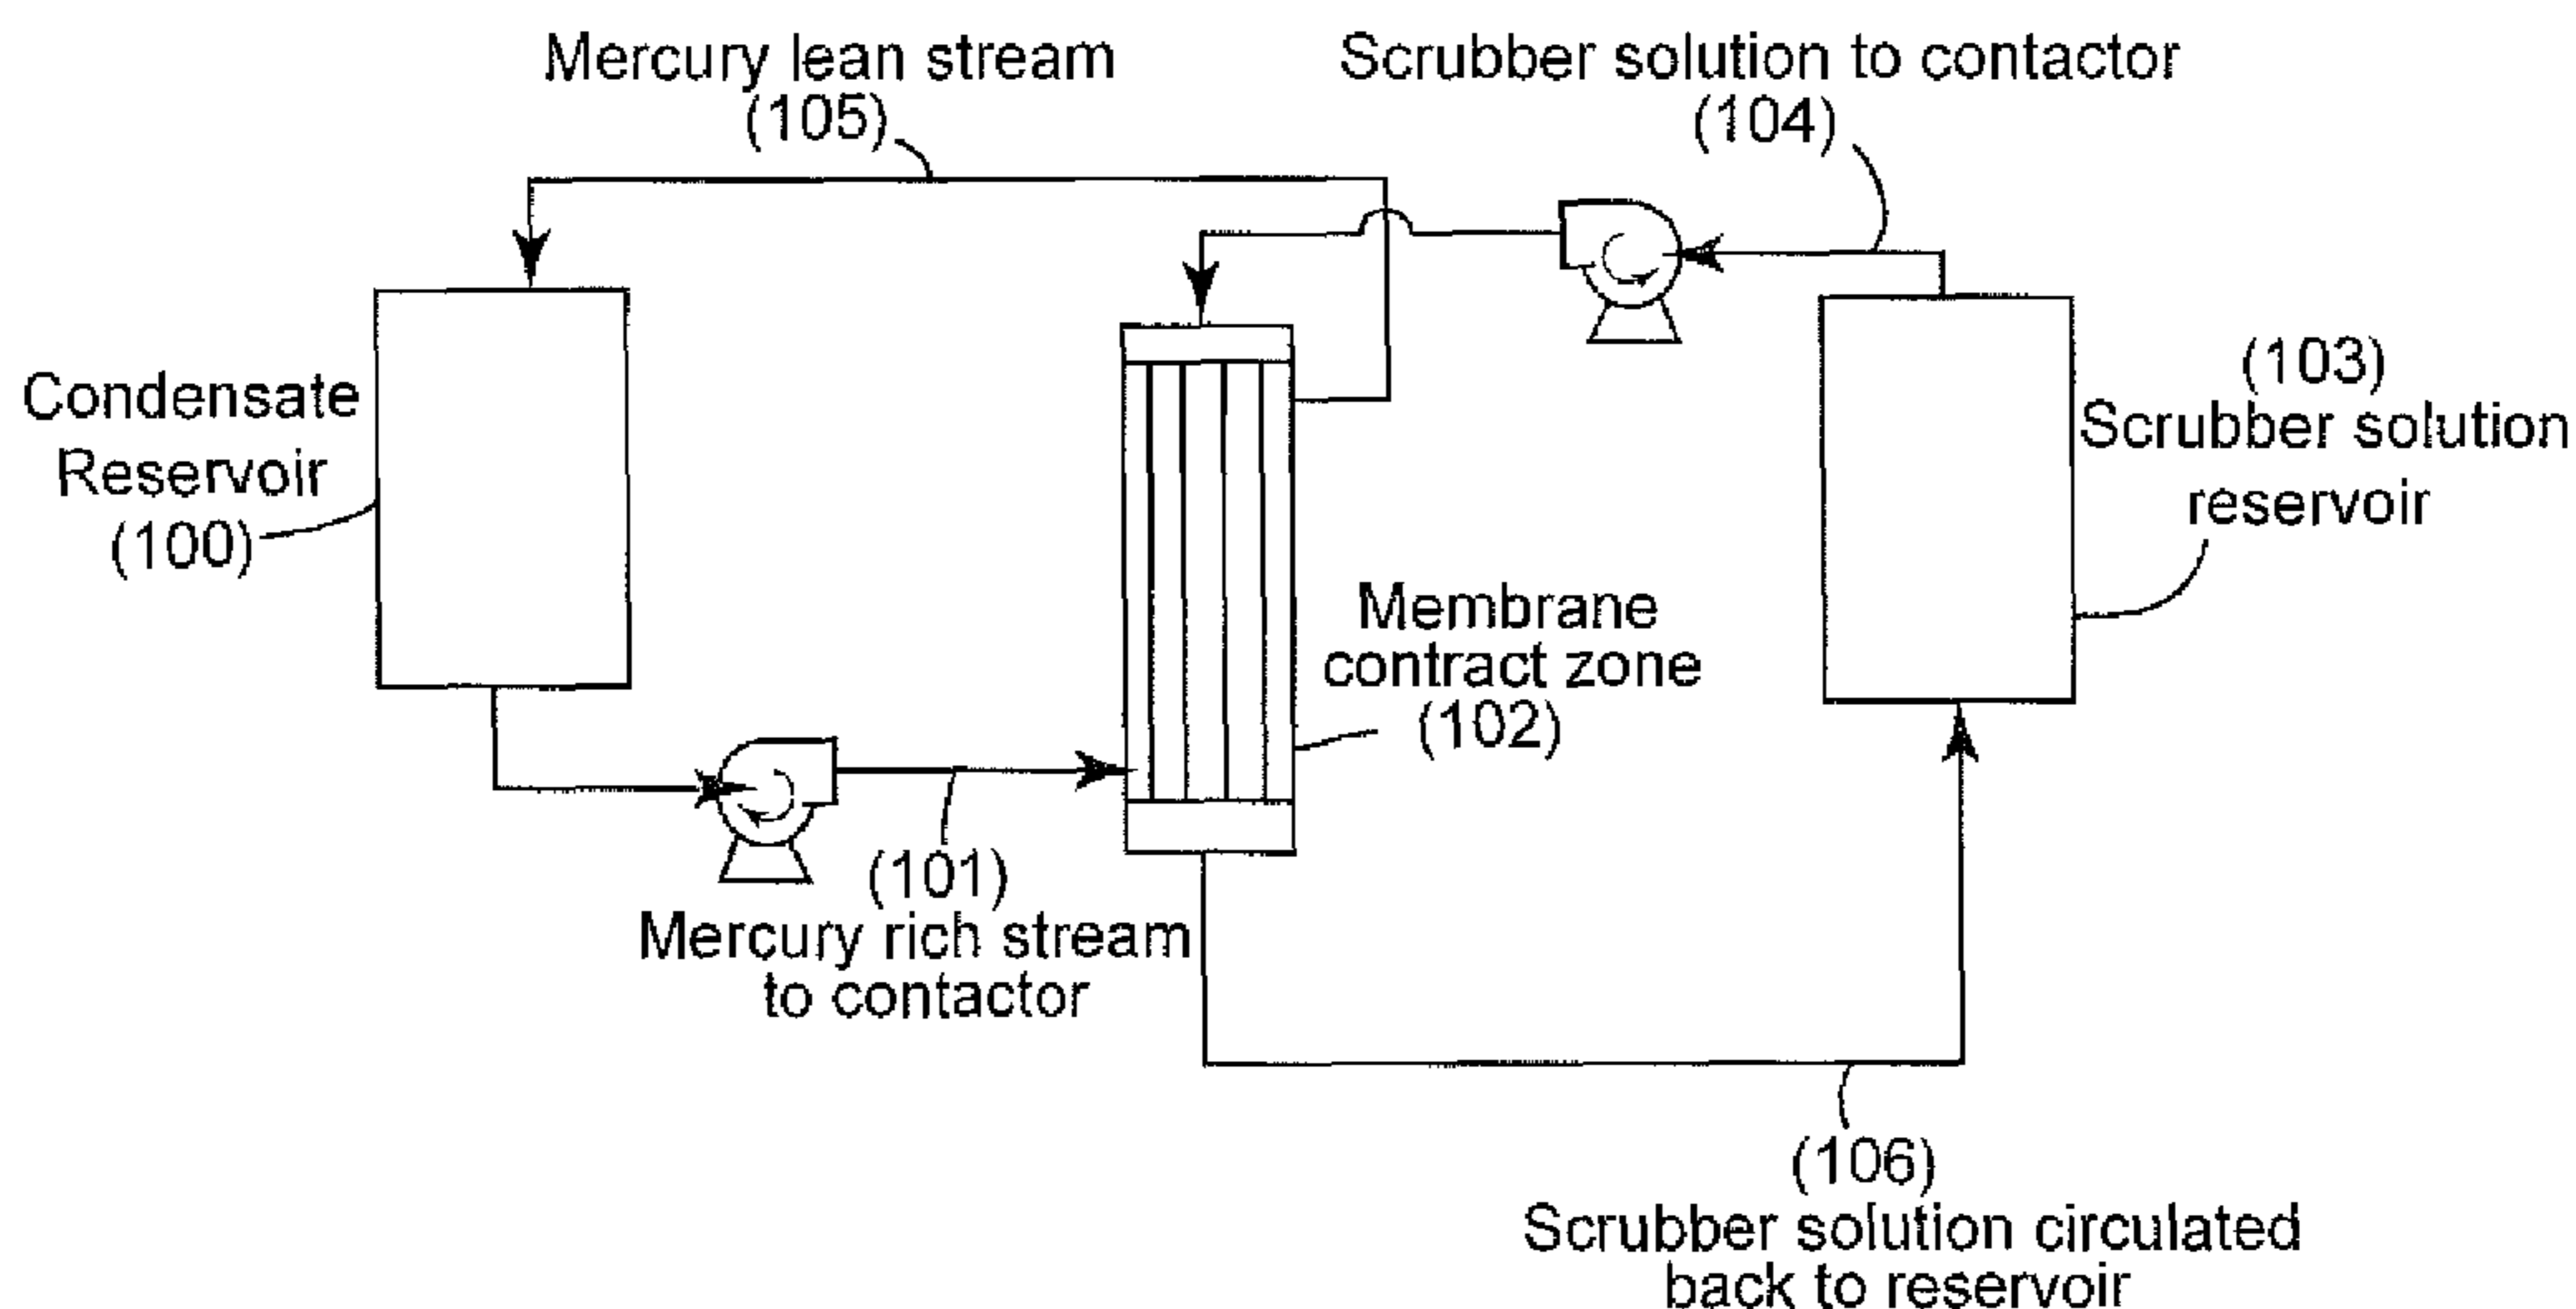 Mercury lean stream
(105)
Scrubber solution to contactor
(104)
Condensate
Reservoir
(100)
(103)
Scrubber solution
reservoir
Membrane
contract zone
(102)
(101)
Mercury rich stream
to contactor
(106)
Scrubber solution circulated
back to reservoir